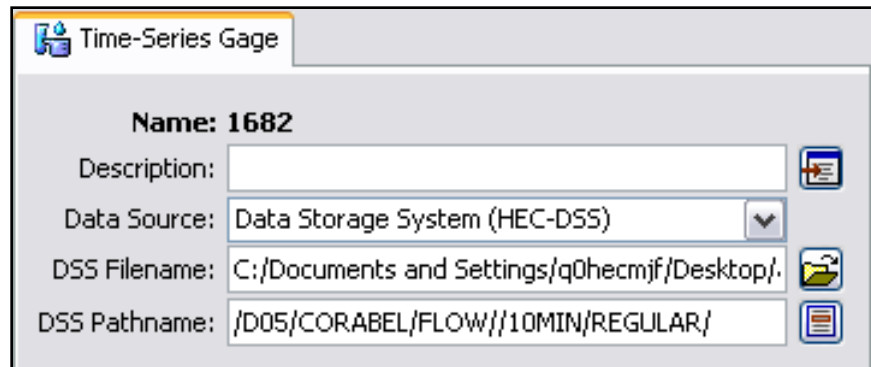 Time-Series Gage
Name: 1682
Description:
Data Source: Data Storage System (HEC-DSS)
DSS Filename: C:/Documents and Settings/q0hecmjf/Desktop/
DSS Pathname: /D05/CORABEL/FLOW//10MIN/REGULAR/